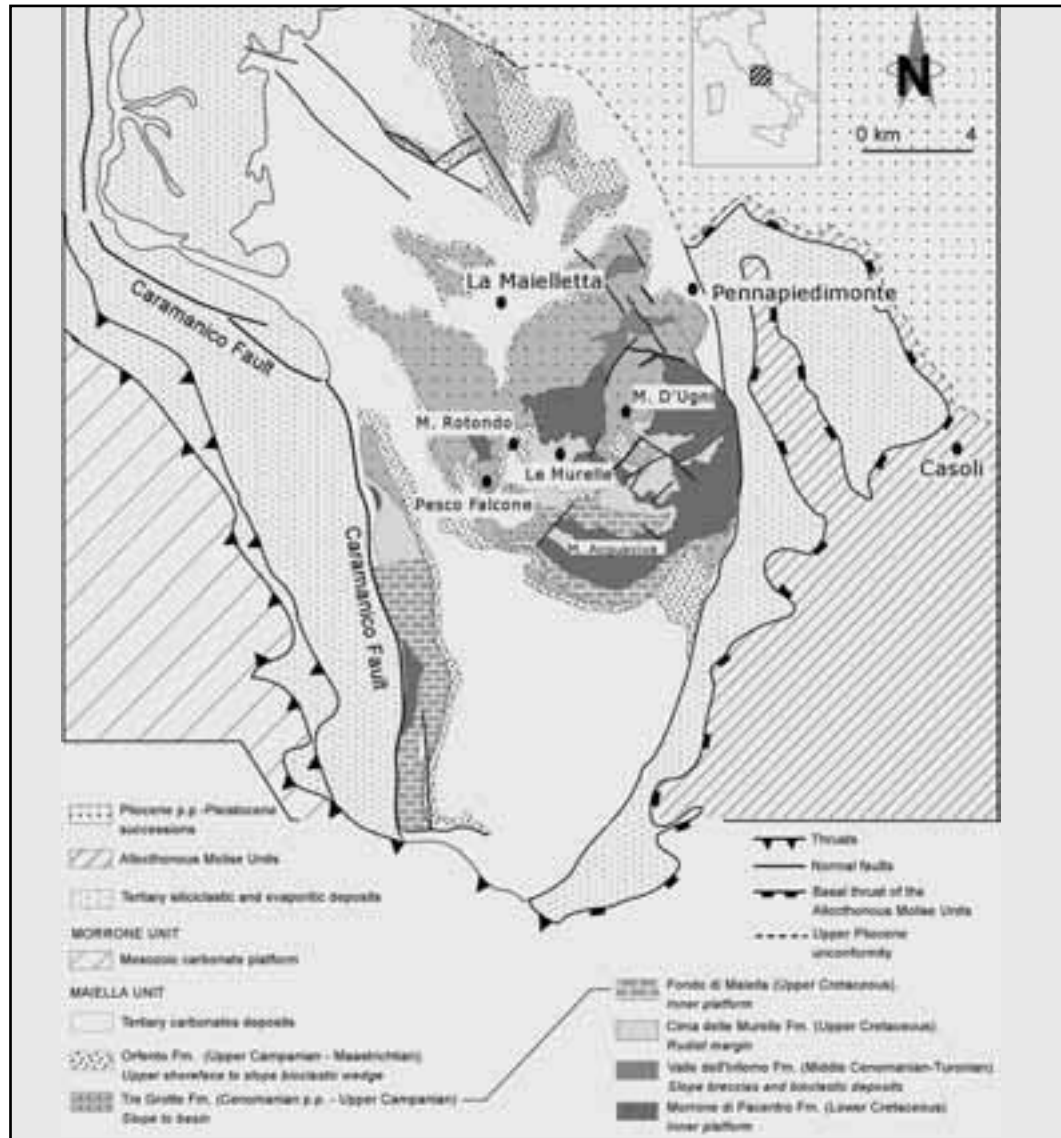 N
0 km 4
La Maielletta
Pennapiedimonte
Caramanico Fault
M. D'Ugni
M. Rotondo
Le Murelle
Casoli
Pesco Falcone
Caramanico Fault
Pliocene p.p.-Pleistocene
successions
Allochthonous Molise Units
Tertiary siliciclastic and evaporitic deposits
MORRONE UNIT
Mesozoic carbonate platform
MAIELLA UNIT
Tertiary carbonates deposits
Orfento Fm. (Upper Campanian - Maastrichtian)
Upper shoreface to slope bioclastic wedge
Tre Grotte Fm. (Cenomanian p.p. - Upper Campanian)
Slope to basin
Thrusts
Normal faults
Basal thrust of the
Allochthonous Molise Units
Upper Pliocene
unconformity
Fondo di Maiella (Upper Cretaceous).
Inner platform
Cima delle Murelle Fm. (Upper Cretaceous).
Rudist margin
Valle dell'Inferno Fm. (Middle Cenomanian-Turonian)
Slope breccias and bioclastic deposits
Morrone di Pacentro Fm. (Lower Cretaceous)
Inner platform